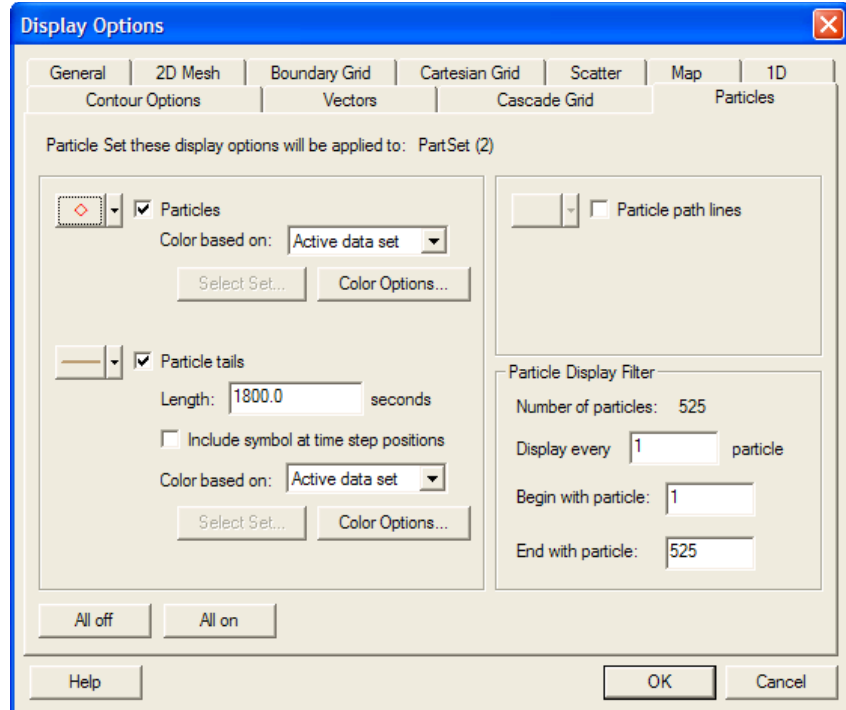 Display Options
General 2D Mesh Boundary Grid Cartesian Grid Scatter Map 1D
Contour Options Vectors Cascade Grid Particles
Particle Set these display options will be applied to: PartSet (2)
Particles
Color based on: Active data set
Select Set... Color Options...
Particle tails
Length: 1800.0 seconds
Include symbol at time step positions
Color based on: Active data set
Select Set... Color Options...
Particle path lines
Particle Display Filter
Number of particles: 525
Display every 1 particle
Begin with particle: 1
End with particle: 525
All off All on
Help OK Cancel